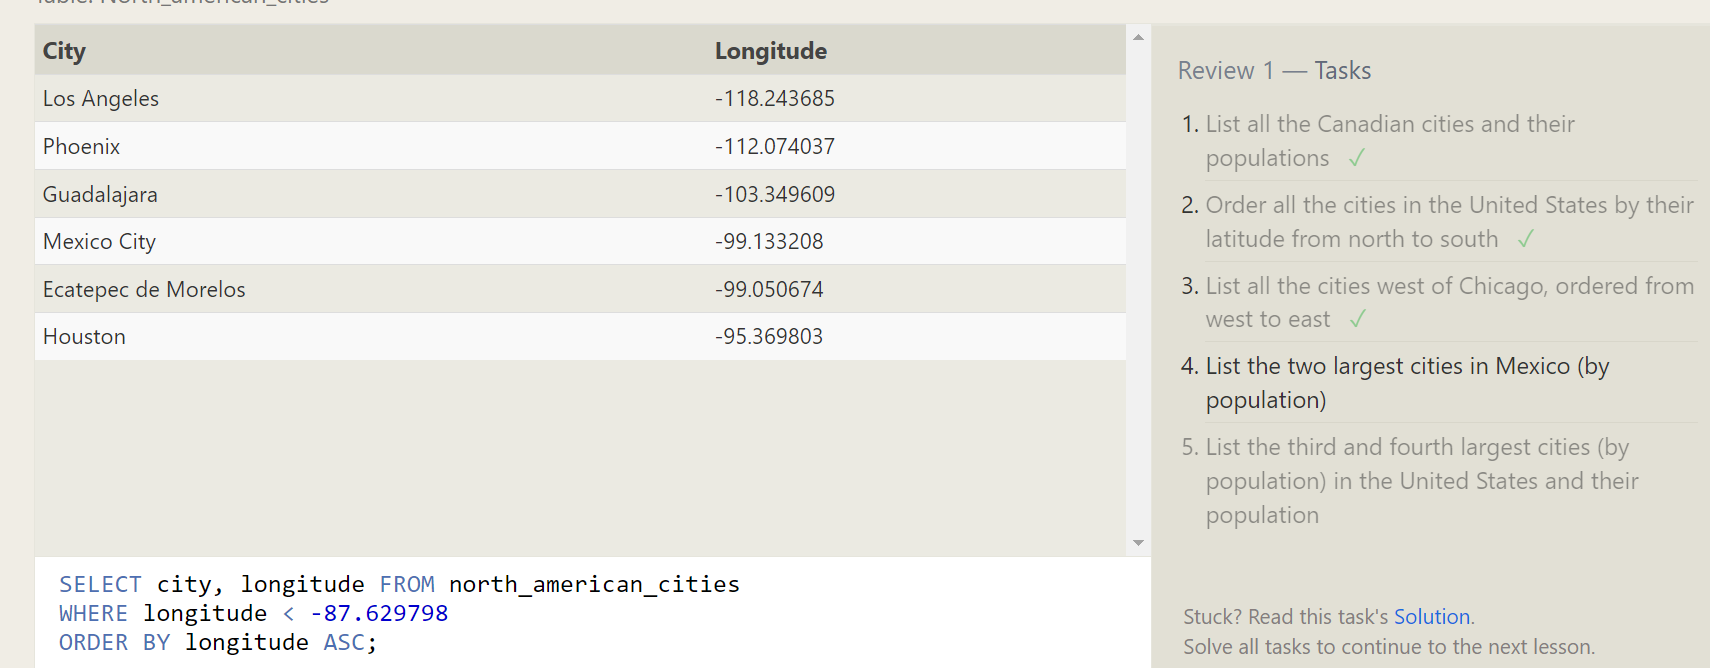 Table: North_american_cities
City Longitude
Los Angeles -118.243685
Phoenix -112.074037
Guadalajara -103.349609
Mexico City -99.133208
Ecatepec de Morelos -99.050674
Houston -95.369803
SELECT city, longitude FROM north_american_cities
WHERE longitude < -87.629798
ORDER BY longitude ASC;
Review 1 — Tasks
1. List all the Canadian cities and their
populations ✓
2. Order all the cities in the United States by their
latitude from north to south ✓
3. List all the cities west of Chicago, ordered from
west to east ✓
4. List the two largest cities in Mexico (by
population)
5. List the third and fourth largest cities (by
population) in the United States and their
population
Stuck? Read this task's Solution.
Solve all tasks to continue to the next lesson.